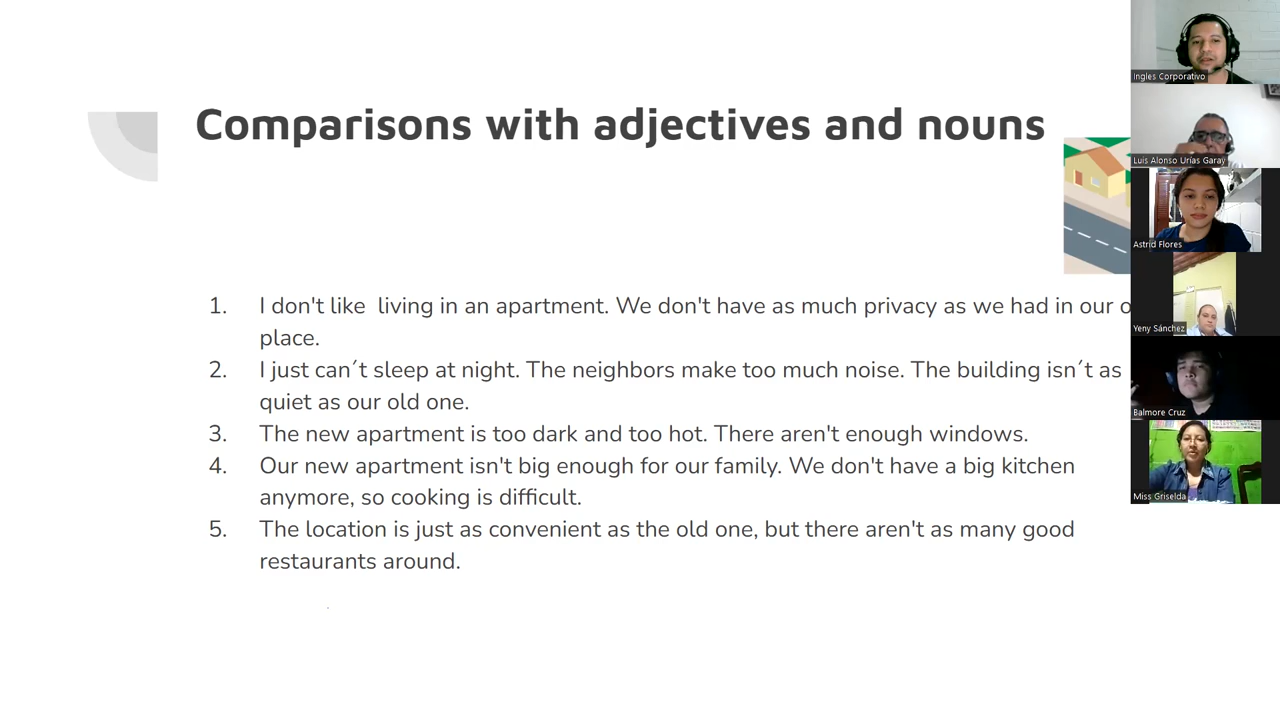 Comparisons with adjectives and nouns
1. I don't like  living in an apartment. We don't have as much privacy as we had in our
place.
2. I just can´t sleep at night. The neighbors make too much noise. The building isn´t as
quiet as our old one.
3. The new apartment is too dark and too hot. There aren't enough windows.
4. Our new apartment isn't big enough for our family. We don't have a big kitchen
anymore, so cooking is difficult.
5. The location is just as convenient as the old one, but there aren't as many good
restaurants around.
Ingles Corporativo
Luis Alonso Urías Garay
Astrid Flores
Yeny Sánchez
Balmore Cruz
Miss Griselda